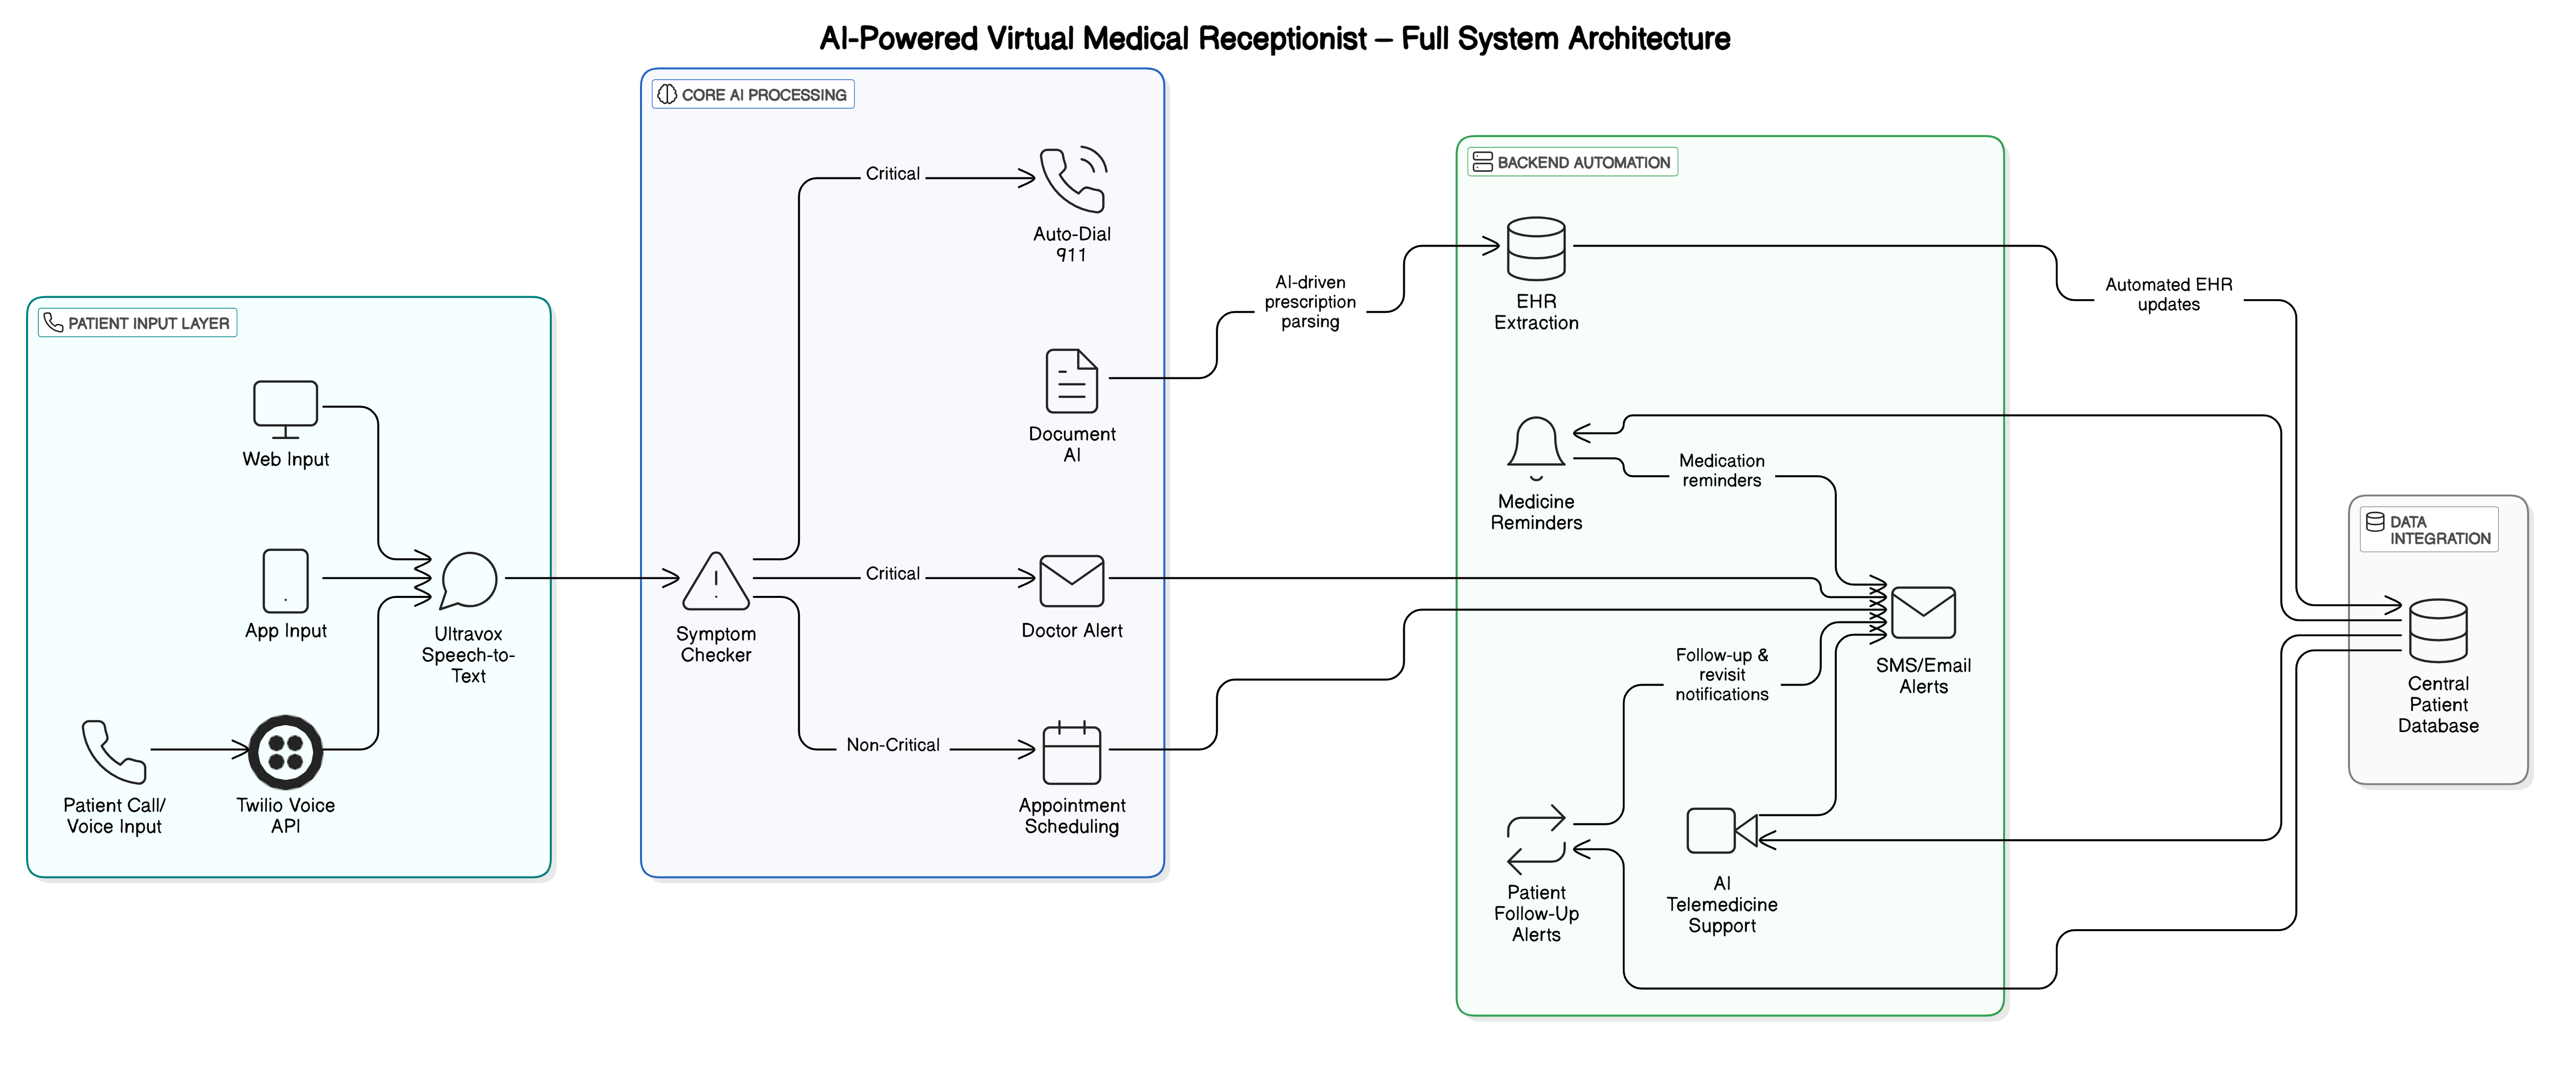 AI-Powered Virtual Medical Receptionist – Full System Architecture
PATIENT INPUT LAYER
Web Input
App Input
Patient Call/
Voice Input
Twilio Voice
API
Ultravox
Speech-to-
Text
CORE AI PROCESSING
Symptom
Checker
Critical
Critical
Non-Critical
Auto-Dial
911
Document
AI
Doctor Alert
Appointment
Scheduling
AI-driven
prescription
parsing
BACKEND AUTOMATION
EHR
Extraction
Medicine
Reminders
Medication
reminders
Follow-up &
revisit
notifications
SMS/Email
Alerts
Patient
Follow-Up
Alerts
AI
Telemedicine
Support
Automated EHR
updates
DATA
INTEGRATION
Central
Patient
Database